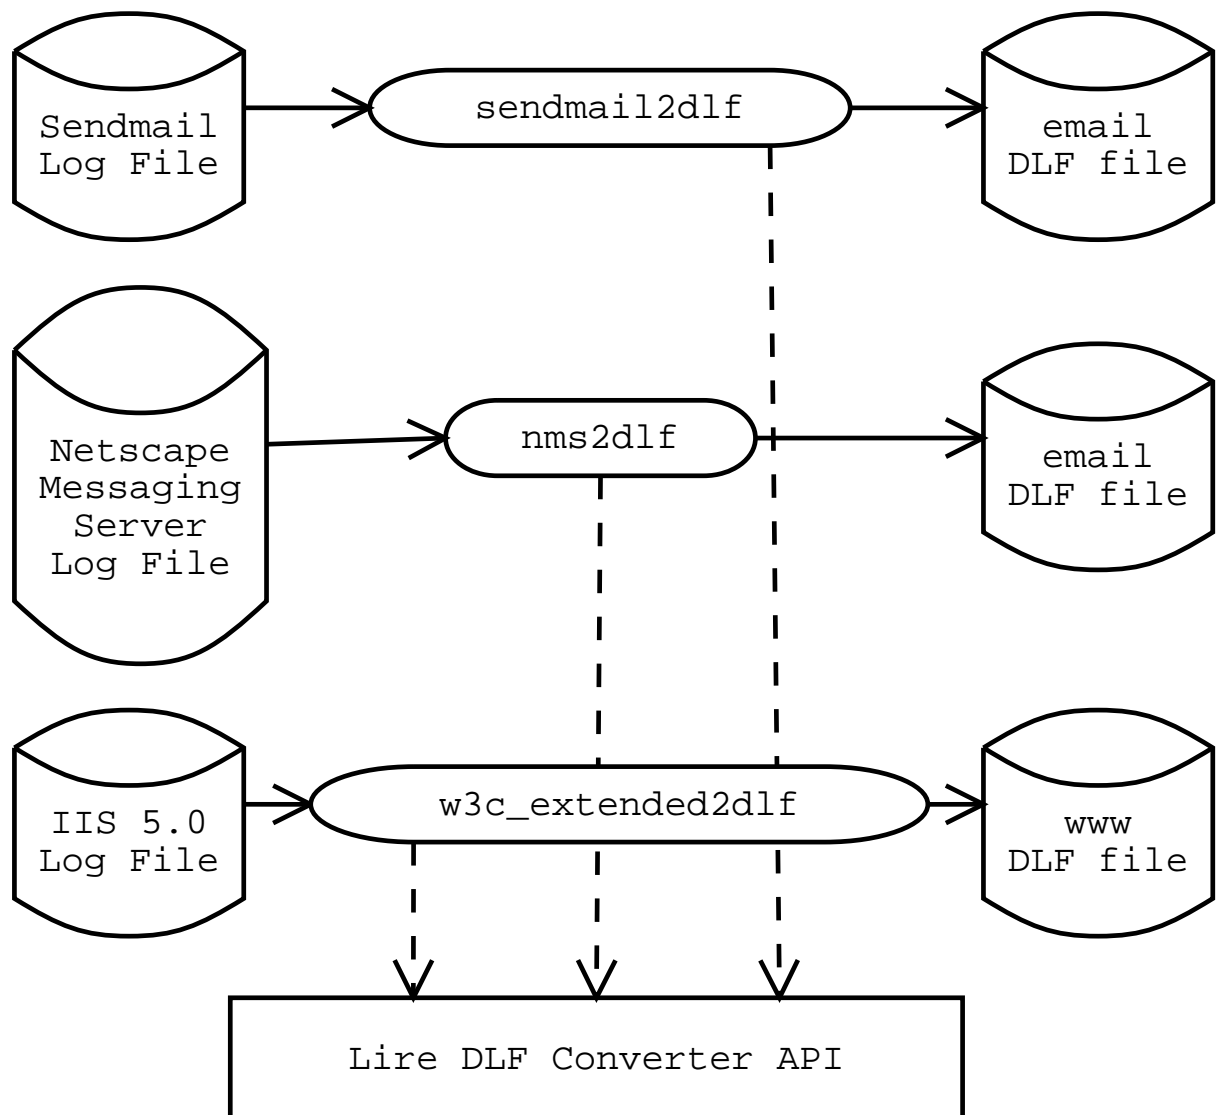 Sendmail
Log File
sendmail2dlf
email
DLF file
Netscape
Messaging
Server
Log File
nms2dlf
email
DLF file
IIS 5.0
Log File
w3c_extended2dlf
www
DLF file
Lire DLF Converter API